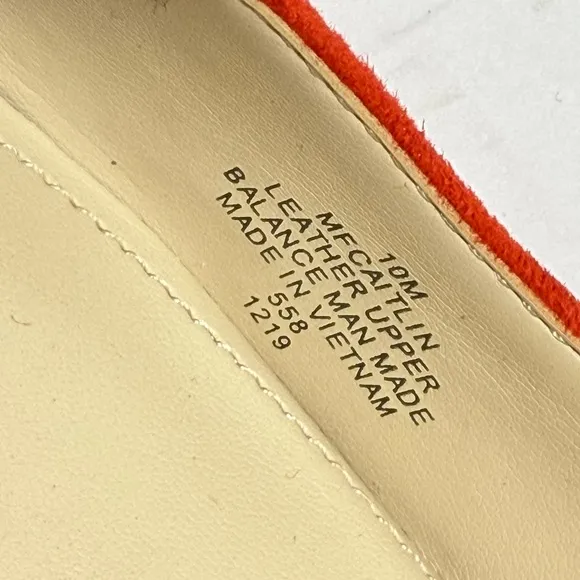 10M
MFCAITLIN
LEATHER UPPER
BALANCE MAN MADE
MADE IN VIETNAM
558
1219